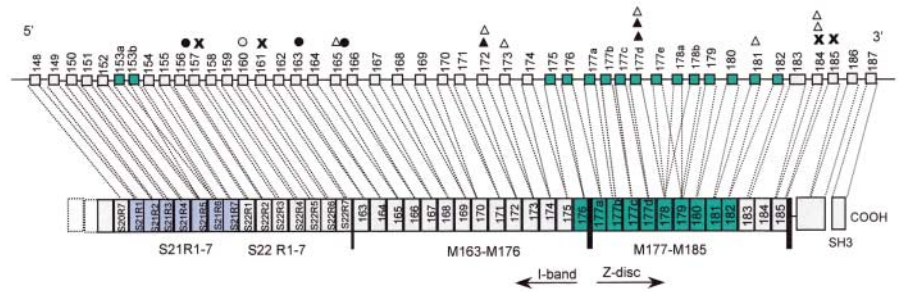 5'
3'
148 149 150 151 152 153a 153b 154 155 156 157 158 159 160 161 162 163 164 165 166 167 168 169 170 171 172 173 174 175 176 177a 177b 177c 177d 177e 178a 178b 179 180 181 182 183 184 185 186 187
S20R7 S21R1 S21R2 S21R3 S21R4 S21R5 S21R6 S21R7 S22R1 S22R2 S22R3 S22R4 S22R5 S22R6 S22R7 163 164 165 166 167 168 169 170 171 172 173 174 175 176 177a 177b 177c 177d 178 179 180 181 182 183 184 185 COOH
SH3
S21R1-7 S22 R1-7 M163-M176 M177-M185
I-band Z-disc